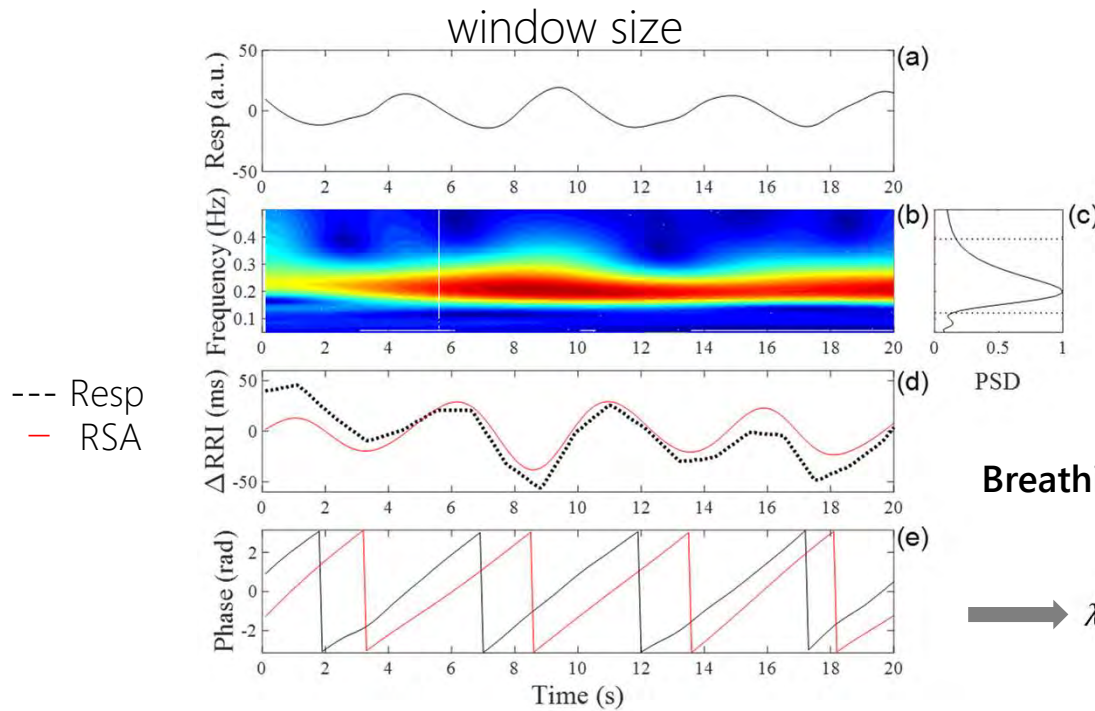 window size
(a)
Resp (a.u.)
50
0
-50
0 2 4 6 8 10 12 14 16 18 20
(b)
Frequency (Hz)
0.4
0.3
0.2
0.1
0 2 4 6 8 10 12 14 16 18 20
(c)
0 0.5 1
PSD
--- Resp
– RSA
(d)
ΔRRI (ms)
50
0
-50
0 2 4 6 8 10 12 14 16 18 20
Breath
(e)
Phase (rad)
2
0
-2
0 2 4 6 8 10 12 14 16 18 20
Time (s)
λ